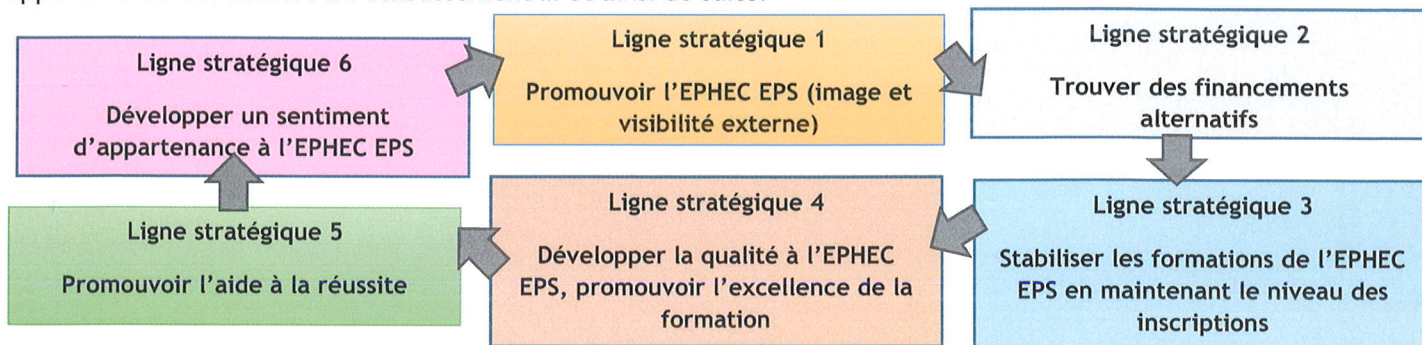 Ligne stratégique 6
Développer un sentiment
d'appartenance à l'EPHEC EPS
Ligne stratégique 1
Promouvoir l'EPHEC EPS (image et
visibilité externe)
Ligne stratégique 2
Trouver des financements
alternatifs
Ligne stratégique 3
Stabiliser les formations de l'EPHEC
EPS en maintenant le niveau des
inscriptions
Ligne stratégique 4
Développer la qualité à l'EPHEC
EPS, promouvoir l'excellence de la
formation
Ligne stratégique 5
Promouvoir l'aide à la réussite